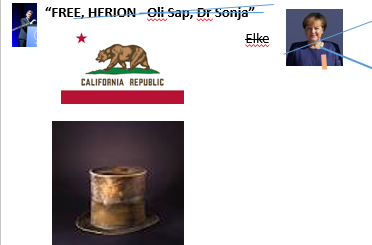 “FREE, HERION - Oli Sap, Dr Sonja”
Elke
CALIFORNIA REPUBLIC